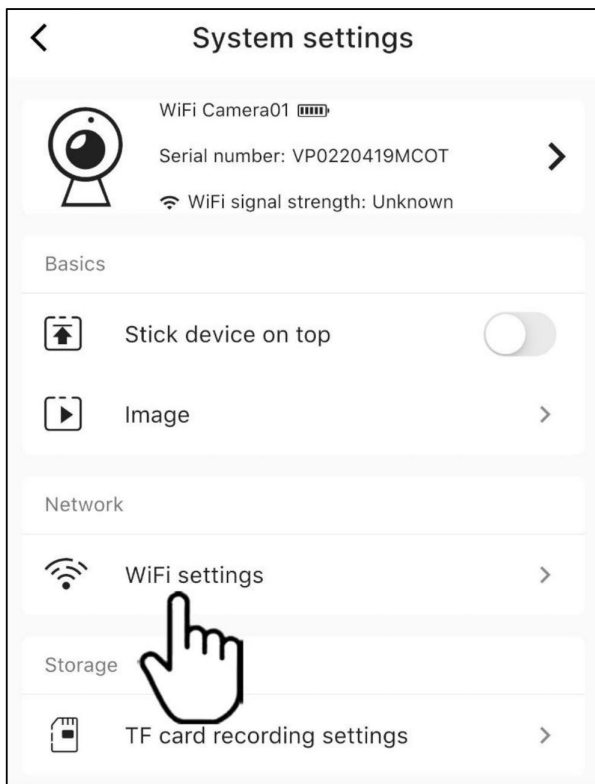 System settings
WiFi Camera01
Serial number: VP0220419MCOT
WiFi signal strength: Unknown
Basics
Stick device on top
Image
Network
WiFi settings
Storage
TF card recording settings